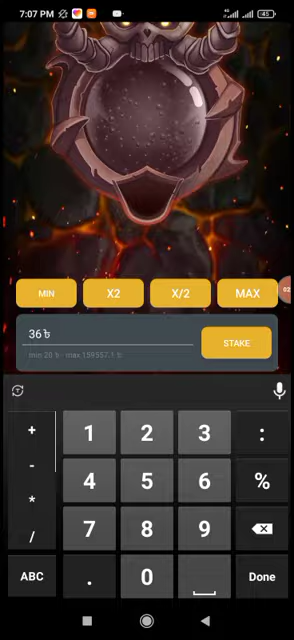 7:07 PM
45
MIN X2 X/2 MAX
02
36 ৳
STAKE
min 20 ৳ - max 159557.1 ৳
+ 1 2 3 :
- 4 5 6 %
* 7 8 9
/
ABC . 0 Done